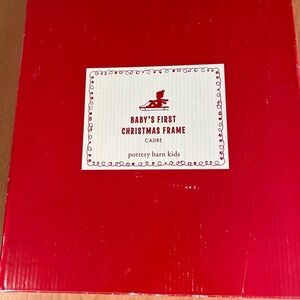 BABY'S FIRST
CHRISTMAS FRAME
CADRE
pottery barn kids